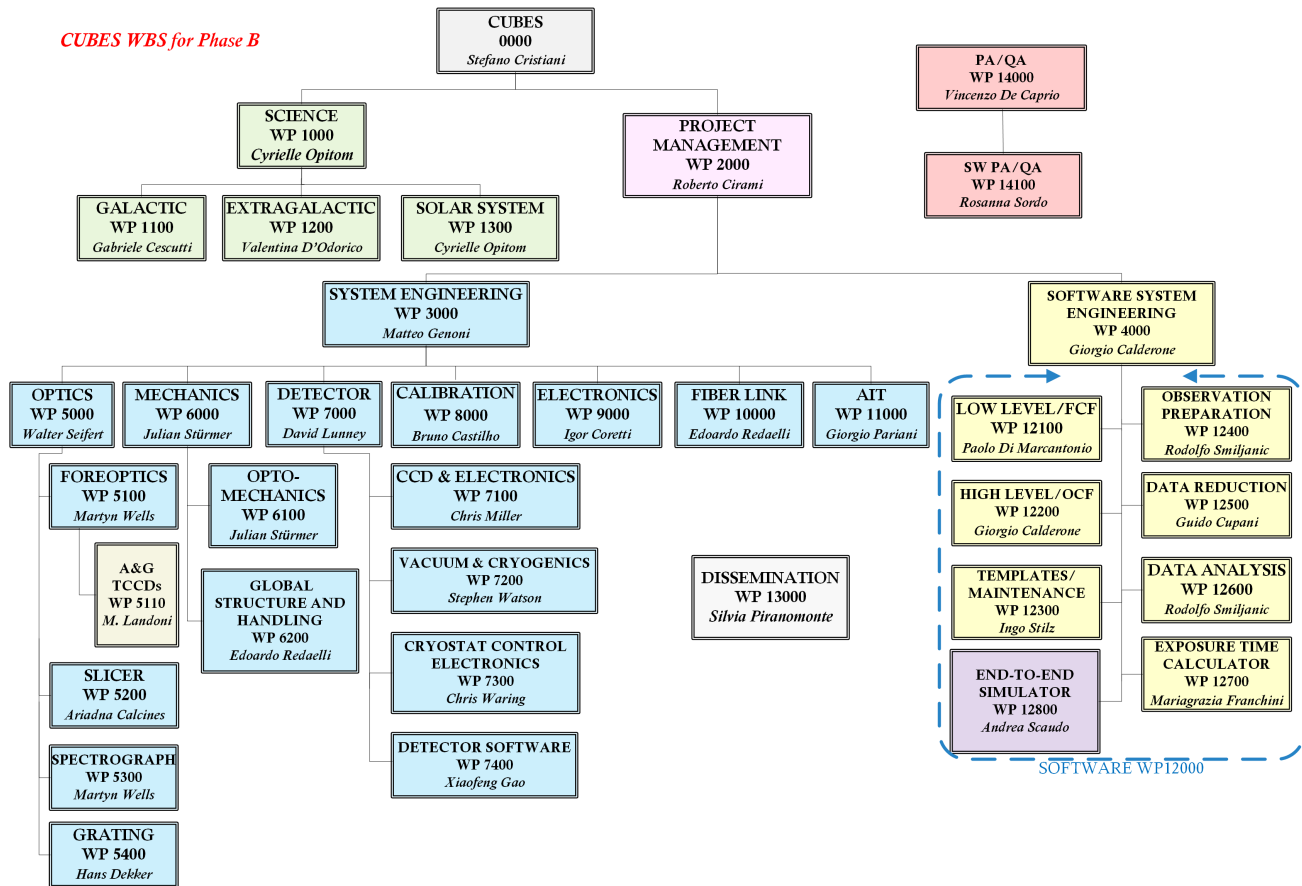 CUBES WBS for Phase B
CUBES
0000
Stefano Cristiani
PA/QA
WP 14000
Vincenzo De Caprio
SCIENCE
WP 1000
Cyrielle Opitom
PROJECT
MANAGEMENT
WP 2000
Roberto Cirami
SW PA/QA
WP 14100
Rosanna Sordo
GALACTIC
WP 1100
Gabriele Cescutti
EXTRAGALACTIC
WP 1200
Valentina D'Odorico
SOLAR SYSTEM
WP 1300
Cyrielle Opitom
SYSTEM ENGINEERING
WP 3000
Matteo Genoni
SOFTWARE SYSTEM
ENGINEERING
WP 4000
Giorgio Calderone
OPTICS
WP 5000
Walter Seifert
MECHANICS
WP 6000
Julian Stürmer
DETECTOR
WP 7000
David Lunney
CALIBRATION
WP 8000
Bruno Castilho
ELECTRONICS
WP 9000
Igor Coretti
FIBER LINK
WP 10000
Edoardo Redaelli
AIT
WP 11000
Giorgio Pariani
LOW LEVEL/FCF
WP 12100
Paolo Di Marcantonio
OBSERVATION
PREPARATION
WP 12400
Rodolfo Smiljanic
FOREOPTICS
WP 5100
Martyn Wells
OPTO-
MECHANICS
WP 6100
Julian Stürmer
CCD & ELECTRONICS
WP 7100
Chris Miller
HIGH LEVEL/OCF
WP 12200
Giorgio Calderone
DATA REDUCTION
WP 12500
Guido Cupani
A&G
TCCDs
WP 5110
M. Landoni
GLOBAL
STRUCTURE AND
HANDLING
WP 6200
Edoardo Redaelli
VACUUM & CRYOGENICS
WP 7200
Stephen Watson
DISSEMINATION
WP 13000
Silvia Piranomonte
TEMPLATES/
MAINTENANCE
WP 12300
Ingo Stilz
DATA ANALYSIS
WP 12600
Rodolfo Smiljanic
SLICER
WP 5200
Ariadna Calcines
CRYOSTAT CONTROL
ELECTRONICS
WP 7300
Chris Waring
END-TO-END
SIMULATOR
WP 12800
Andrea Scaudo
EXPOSURE TIME
CALCULATOR
WP 12700
Mariagrazia Franchini
SPECTROGRAPH
WP 5300
Martyn Wells
DETECTOR SOFTWARE
WP 7400
Xiaofeng Gao
SOFTWARE WP12000
GRATING
WP 5400
Hans Dekker